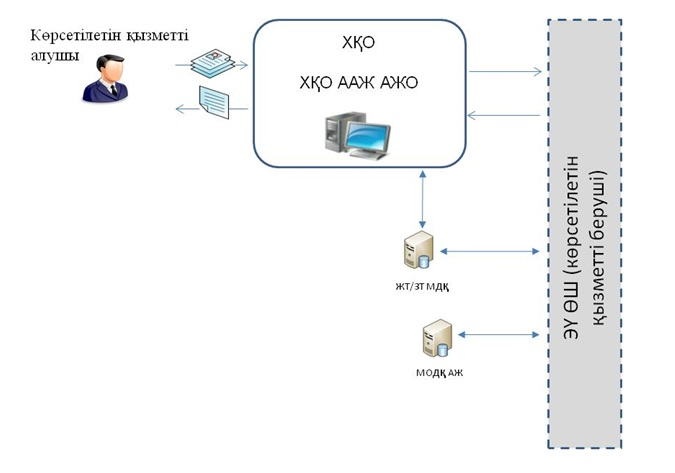 Көрсетілетін қызметті
алушы
ХҚО
ХҚО ААЖ АЖО
ЖТ/ЗТ МДҚ
МОДҚ АЖ
ЭҮ ӨШ (көрсетілетін
қызметті беруші)